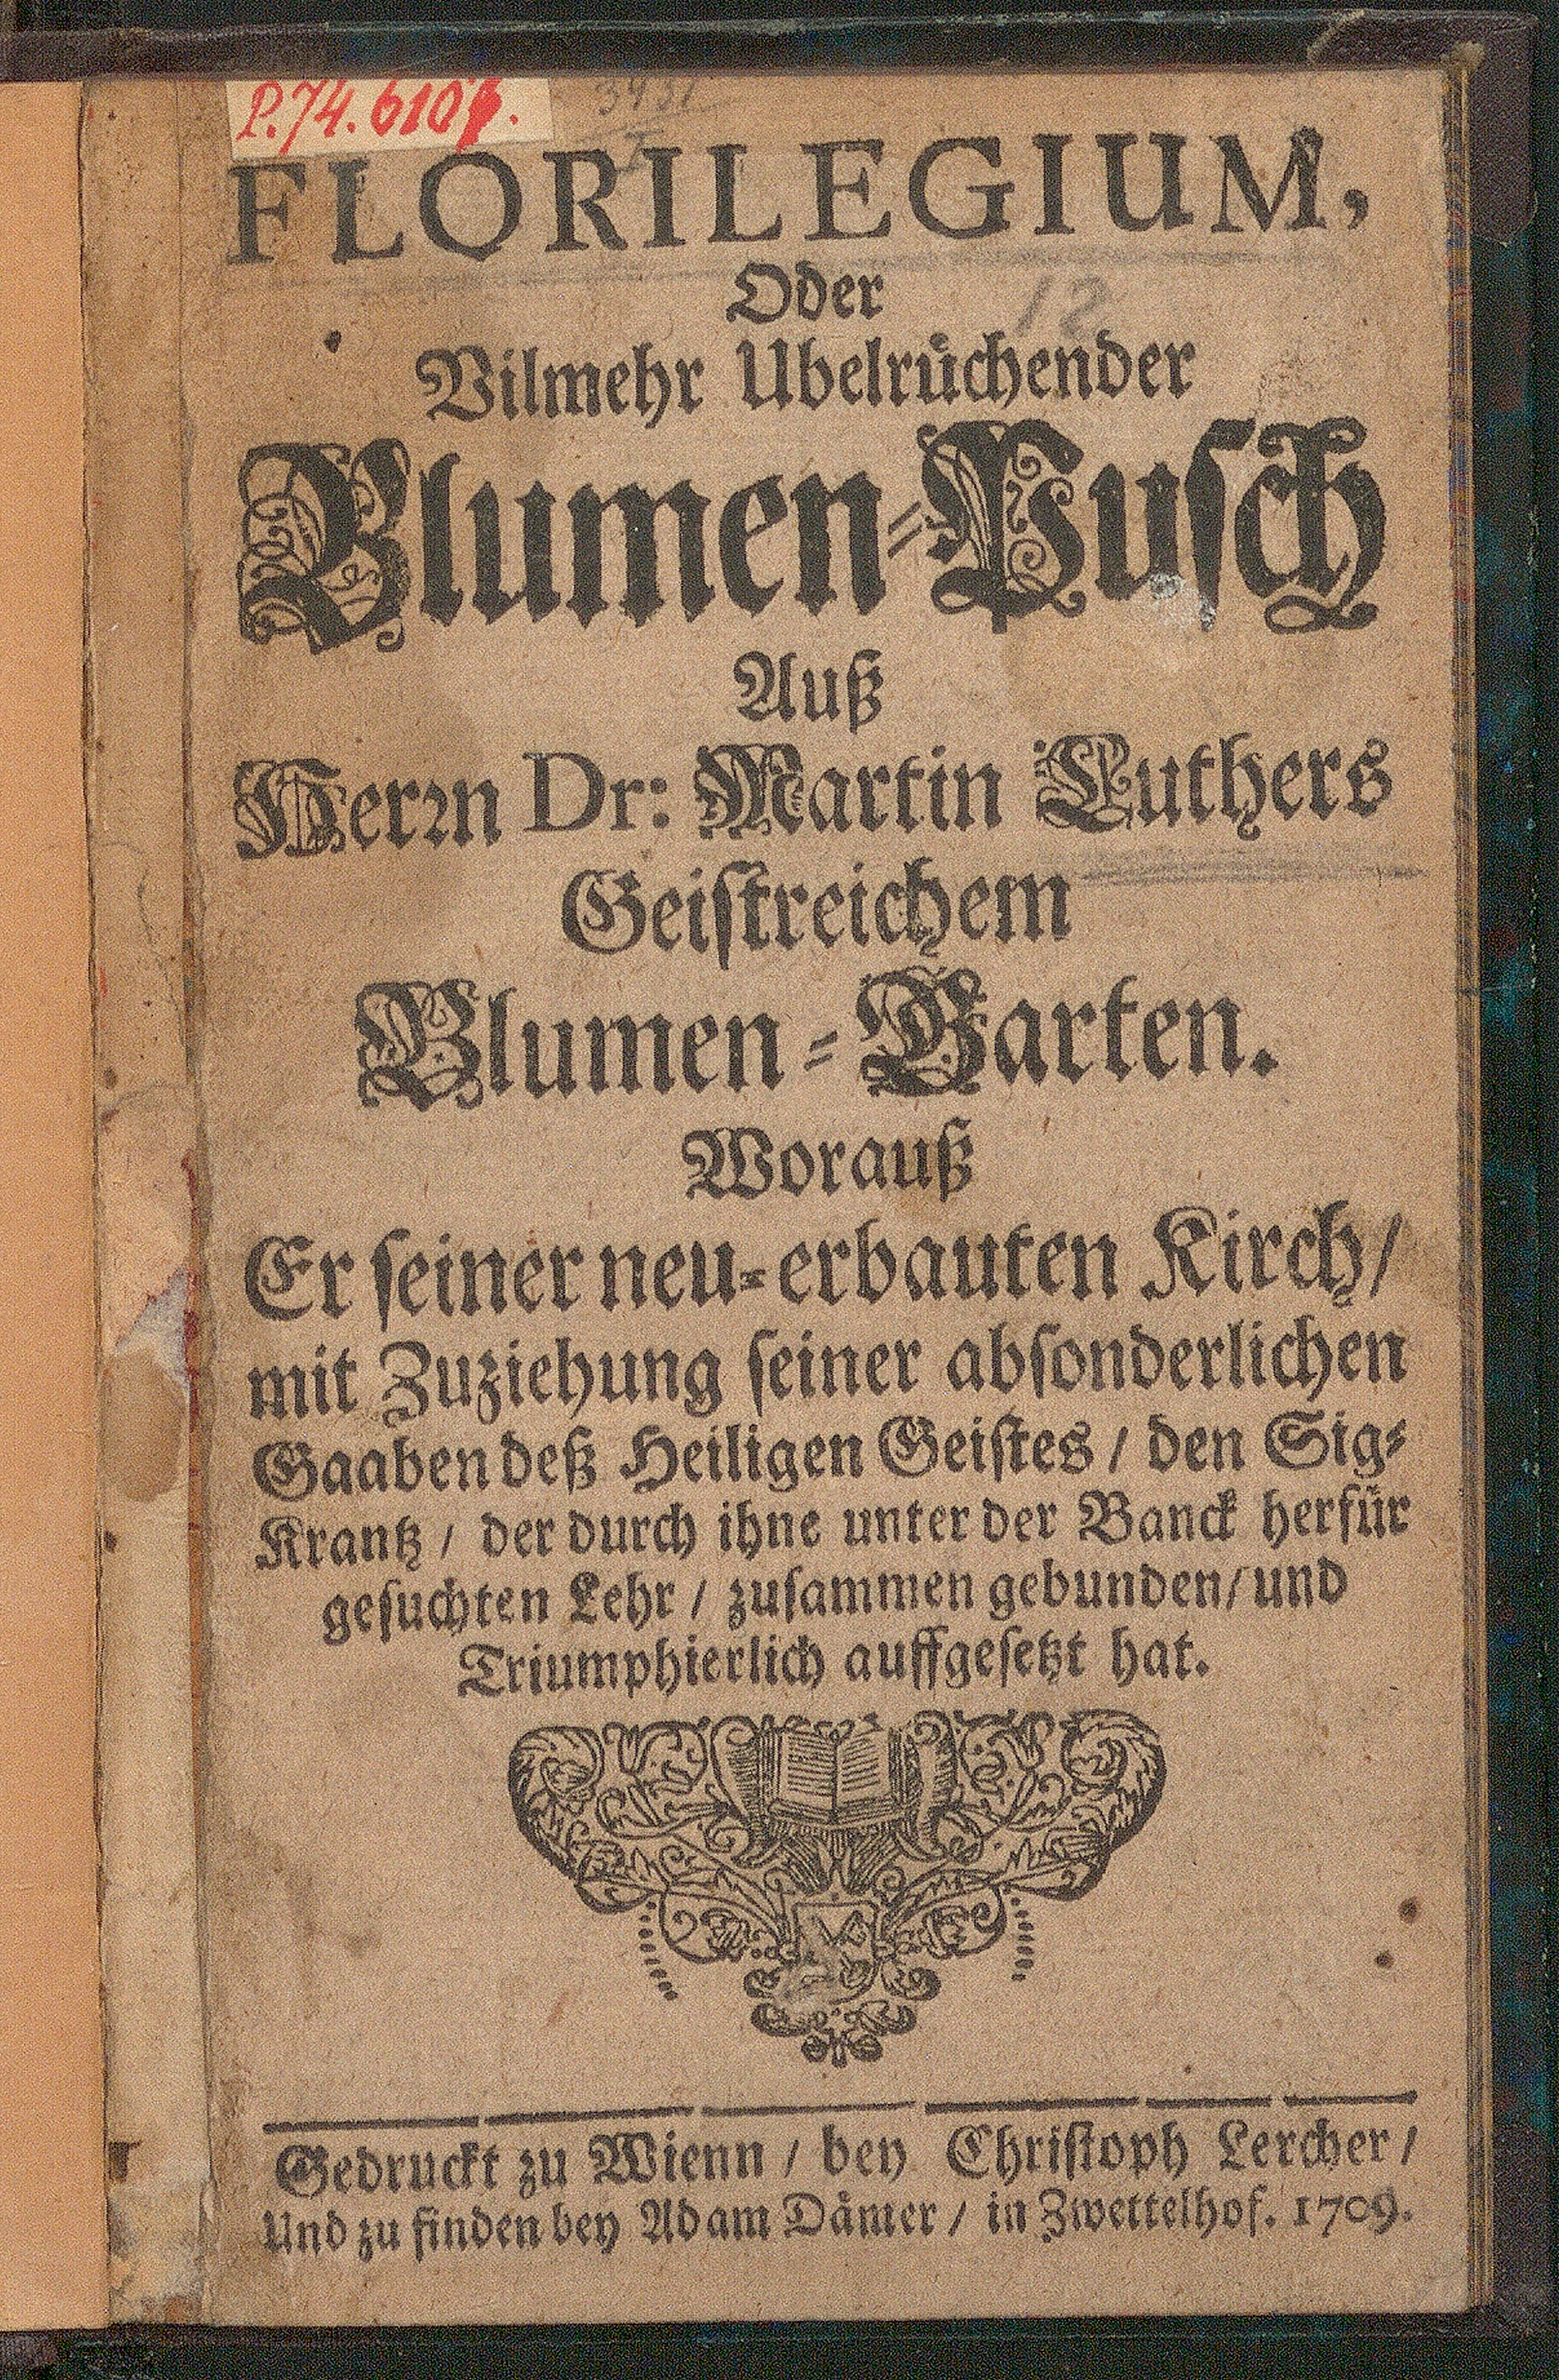 P.74.610
3431
FLORILEGIUM,
Oder
12
Vilmehr Ubelrüchender
Blumen-Pusch
Auß
Herrn Dr: Martin Luthers
Geistreichem
Blumen-Garten.
Worauß
Er seiner neu-erbauten Kirch/
mit Zuziehung seiner absonderlichen
Gaaben deß Heiligen Geistes / den Sig-
Krantz / der durch ihne unter der Banck herfür
gesuchten Lehr / zusammen gebunden / und
Triumphierlich auffgesetzt hat.
Gedruckt zu Wienn / bey Christoph Lercher /
Und zu finden bey Adam Dämer / in Zwettelhof. 1709.